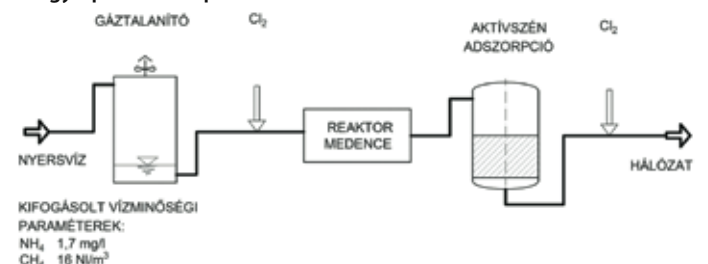 GÁZTALANÍTÓ
Cl2
AKTÍVSZÉN
ADSZORPCIÓ
Cl2
REAKTOR
MEDENCE
NYERSVÍZ
HÁLÓZAT
KIFOGÁSOLT VÍZMINŐSÉGI
PARAMÉTEREK:
NH4 1,7 mg/l
CH4 16 Nl/m3